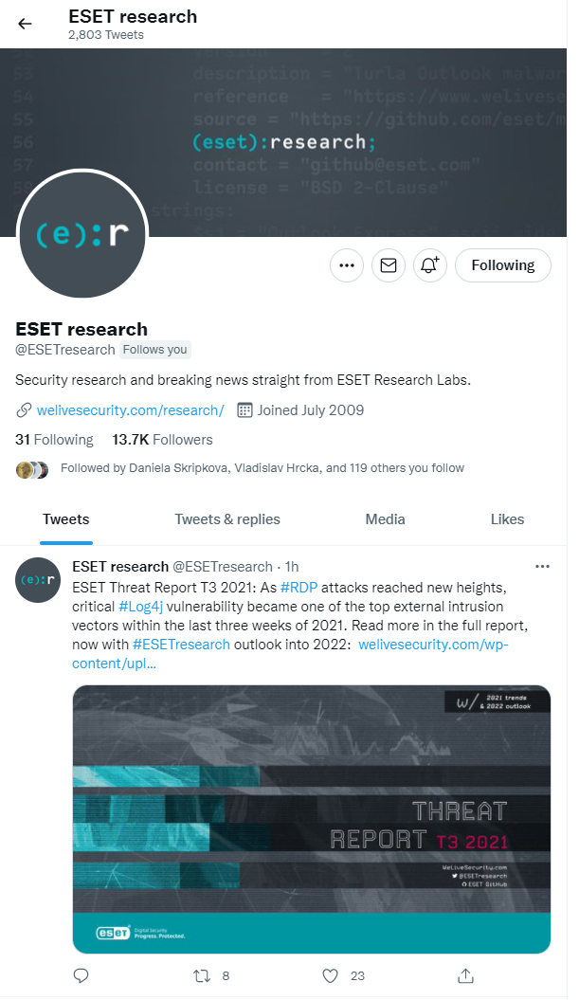 ESET research
2,803 Tweets
53 description = "Turla Outlook malwar
54 reference = "https://www.welivese
55 source = "https://github.com/eset/m
56 (eset):research;
57 contact = "github@eset.com"
58 license = "BSD 2-Clause"
strings:
(e):r
Following
ESET research
@ESETresearch Follows you
Security research and breaking news straight from ESET Research Labs.
welivesecurity.com/research/ Joined July 2009
31 Following 13.7K Followers
Followed by Daniela Skripkova, Vladislav Hrcka, and 119 others you follow
Tweets Tweets & replies Media Likes
(e):r
ESET research @ESETresearch · 1h
ESET Threat Report T3 2021: As #RDP attacks reached new heights,
critical #Log4j vulnerability became one of the top external intrusion
vectors within the last three weeks of 2021. Read more in the full report,
now with #ESETresearch outlook into 2022: welivesecurity.com/wp-
content/upl...
w/ 2021 trends
& 2022 outlook
THREAT
REPORT T3 2021
WeLiveSecurity.com
@ESETresearch
ESET GitHub
eset Digital Security
Progress. Protected.
8 23